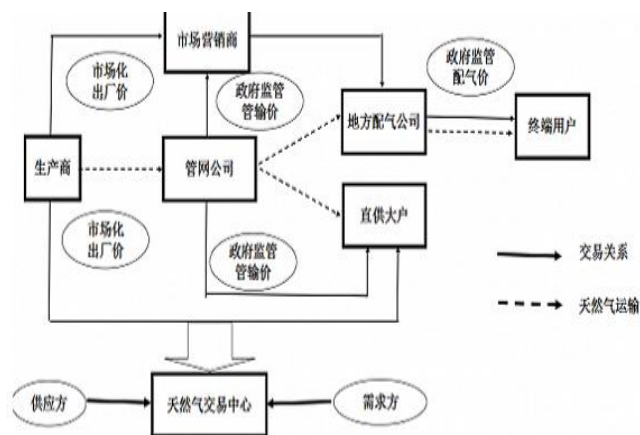 市场营销商
市场化
出厂价
政府监管
管输价
政府监管
配气价
地方配气公司
终端用户
生产商
管网公司
直供大户
市场化
出厂价
政府监管
管输价
交易关系
天然气运输
供应方
天然气交易中心
需求方